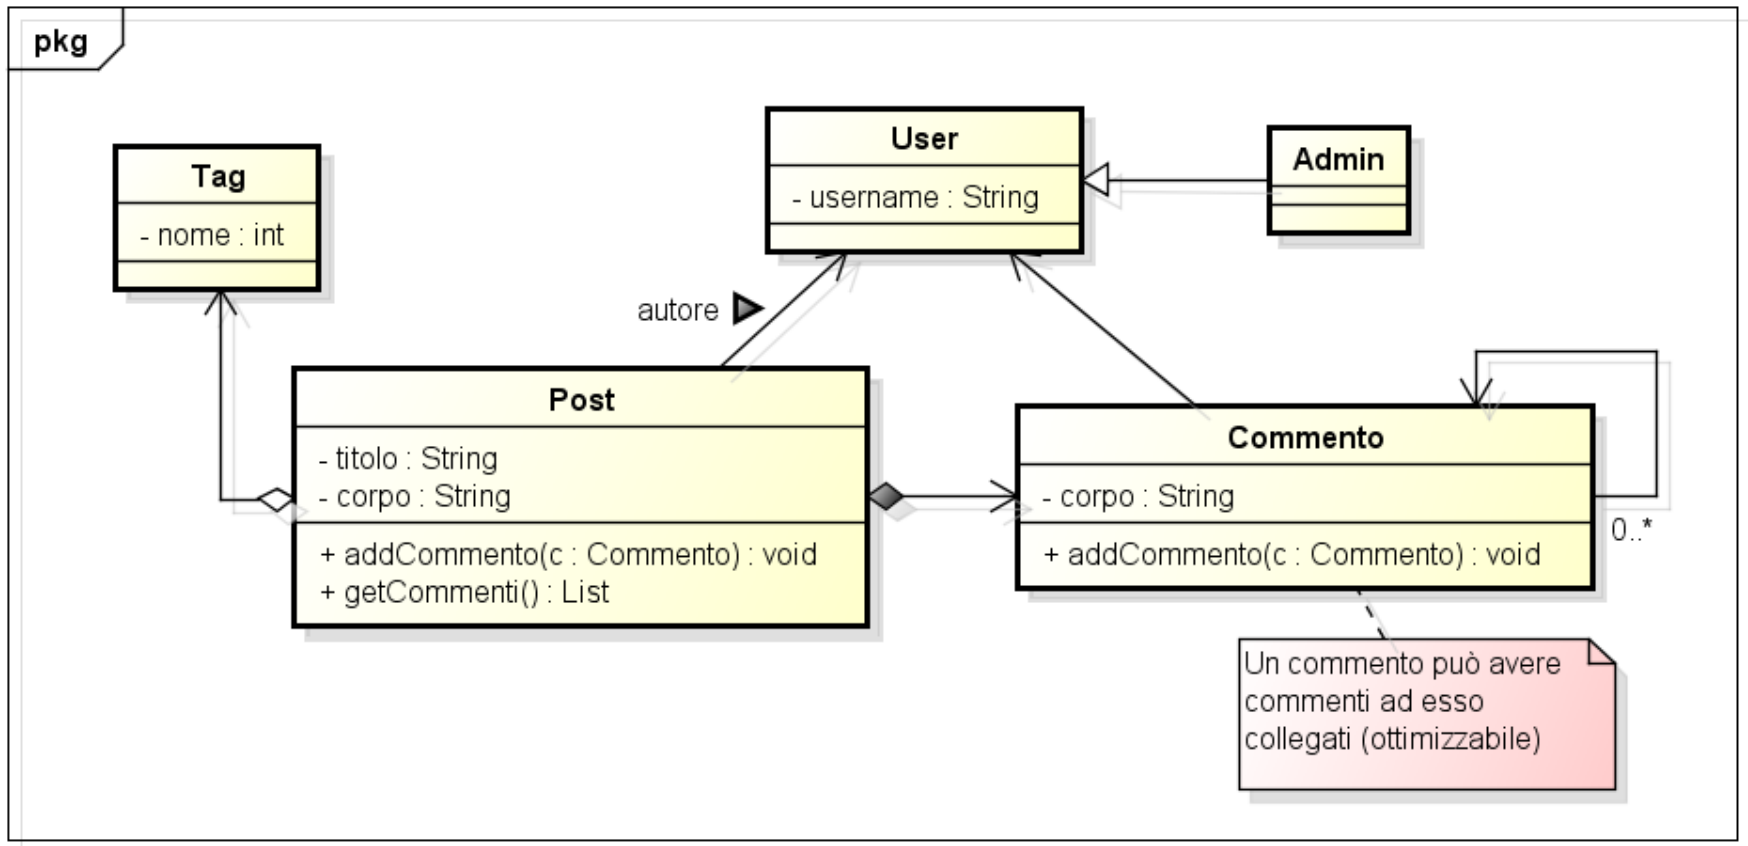 pkg
Tag
- nome : int
User
- username : String
Admin
autore
Post
- titolo : String
- corpo : String
+ addCommento(c : Commento) : void
+ getCommenti() : List
Commento
- corpo : String
+ addCommento(c : Commento) : void
0..*
Un commento può avere
commenti ad esso
collegati (ottimizzabile)